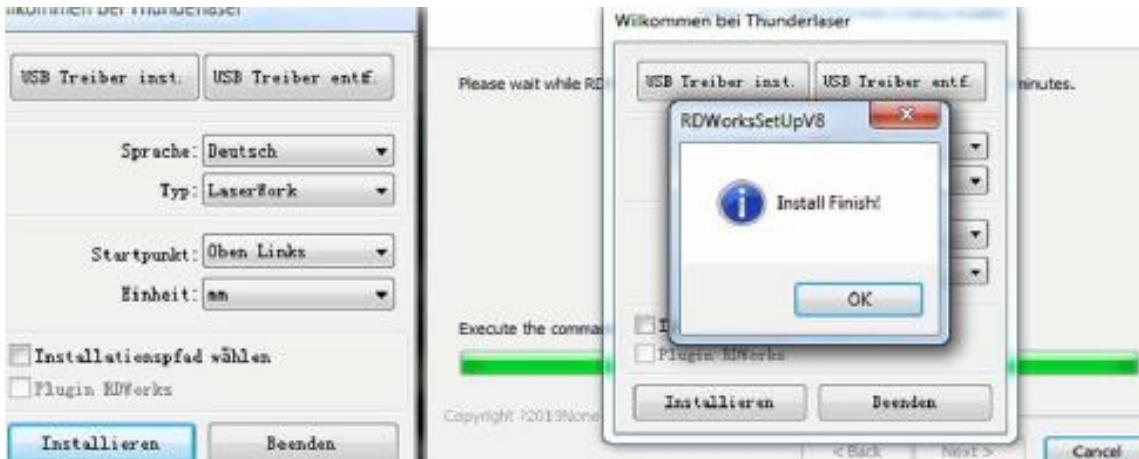 Willkommen bei Thunderlaser
USB Treiber inst.
USB Treiber entf.
Sprache:
Deutsch
Typ:
LaserWork
Startpunkt:
Oben Links
Einheit:
mm
Installationspfad wählen
Plugin RDWorks
Installieren
Beenden
Wilkommen bei Thunderlaser
Please wait while RD
minutes.
USB Treiber inst.
USB Treiber entf.
RDWorksSetUpV8
Install Finish!
OK
Execute the comma
I
Plugin RDWorks
Installieren
Beenden
Copyright ?2013None
< Back
Next >
Cancel